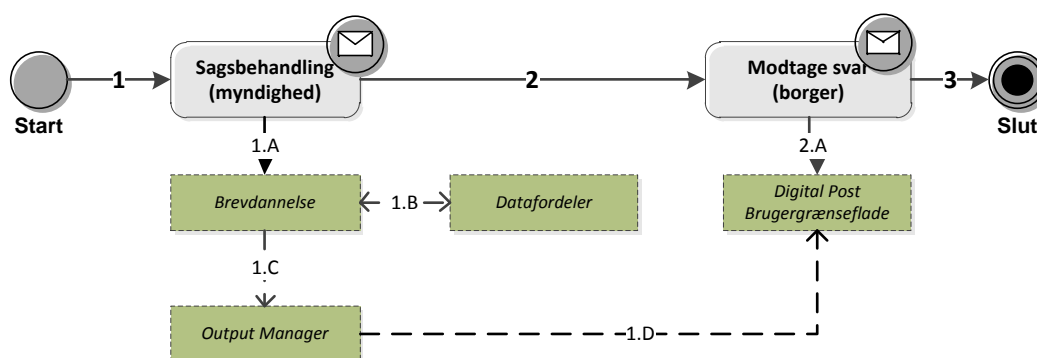 1
Sagsbehandling
(myndighed)
2
Modtage svar
(borger)
3
Start
Slut
1.A
2.A
Brevdannelse
1.B
Datafordeler
Digital Post
Brugergrænseflade
1.C
Output Manager
1.D